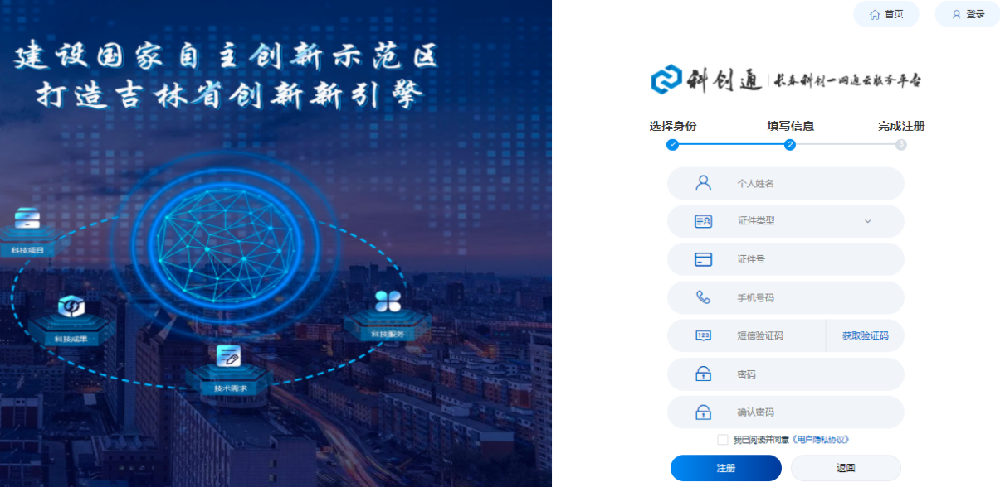 建设国家自主创新示范区
打造吉林省创新新引擎
科技项目
科技成果
科技服务
技术需求
首页
登录
科创通 | 长春科创一网通云服务平台
选择身份
填写信息
完成注册
2
3
个人姓名
证件类型
证件号
手机号码
123
短信验证码
获取验证码
密码
确认密码
我已阅读并同意《用户隐私协议》
注册
返回